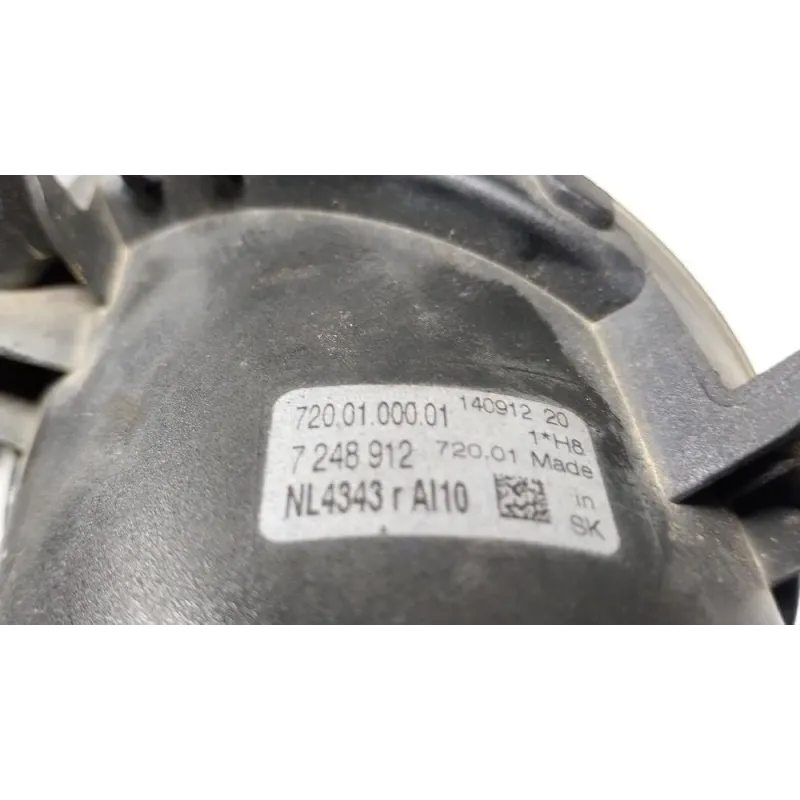 720.01.000.01 140912 20
1*H8
7 248 912 720.01 Made
NL4343 r AI10 in
SK